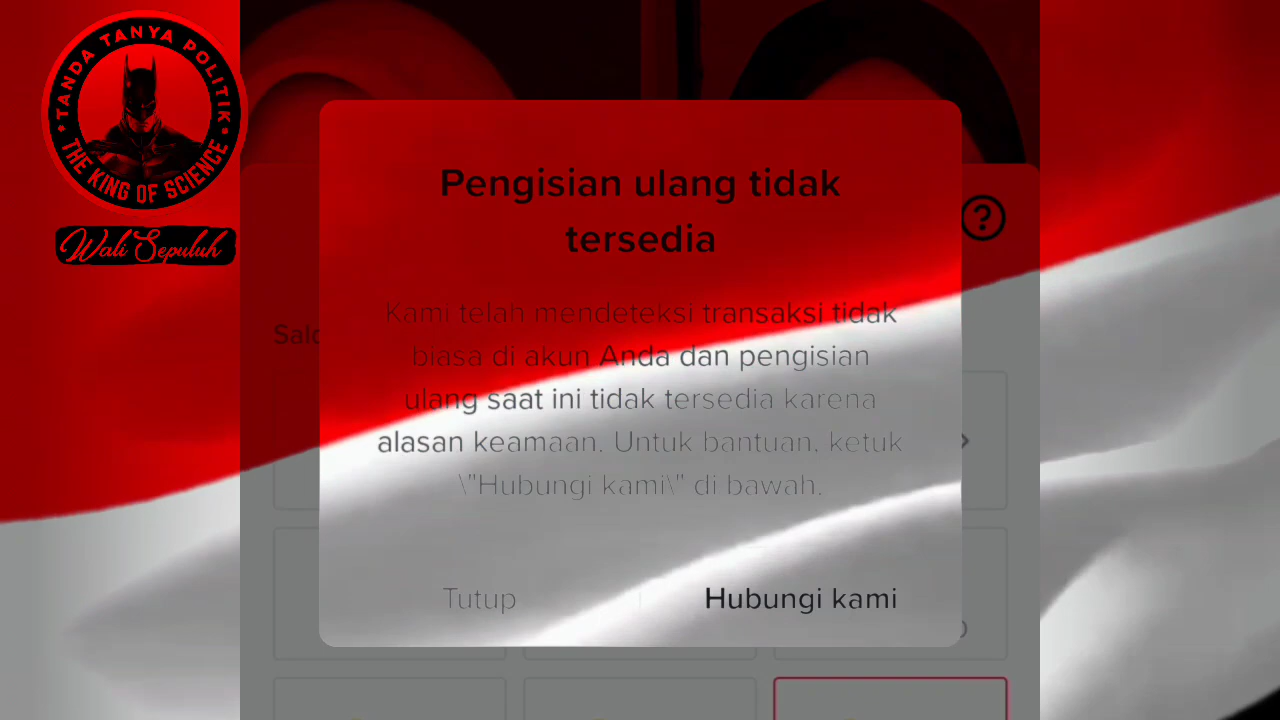 TANDA TANYA POLITIK
THE KING OF SCIENCE
Wali Sepuluh
Pengisian ulang tidak
tersedia
?
Kami telah mendeteksi transaksi tidak
biasa di akun Anda dan pengisian
ulang saat ini tidak tersedia karena
alasan keamaan. Untuk bantuan, ketuk
\"Hubungi kami\" di bawah.
Tutup
Hubungi kami